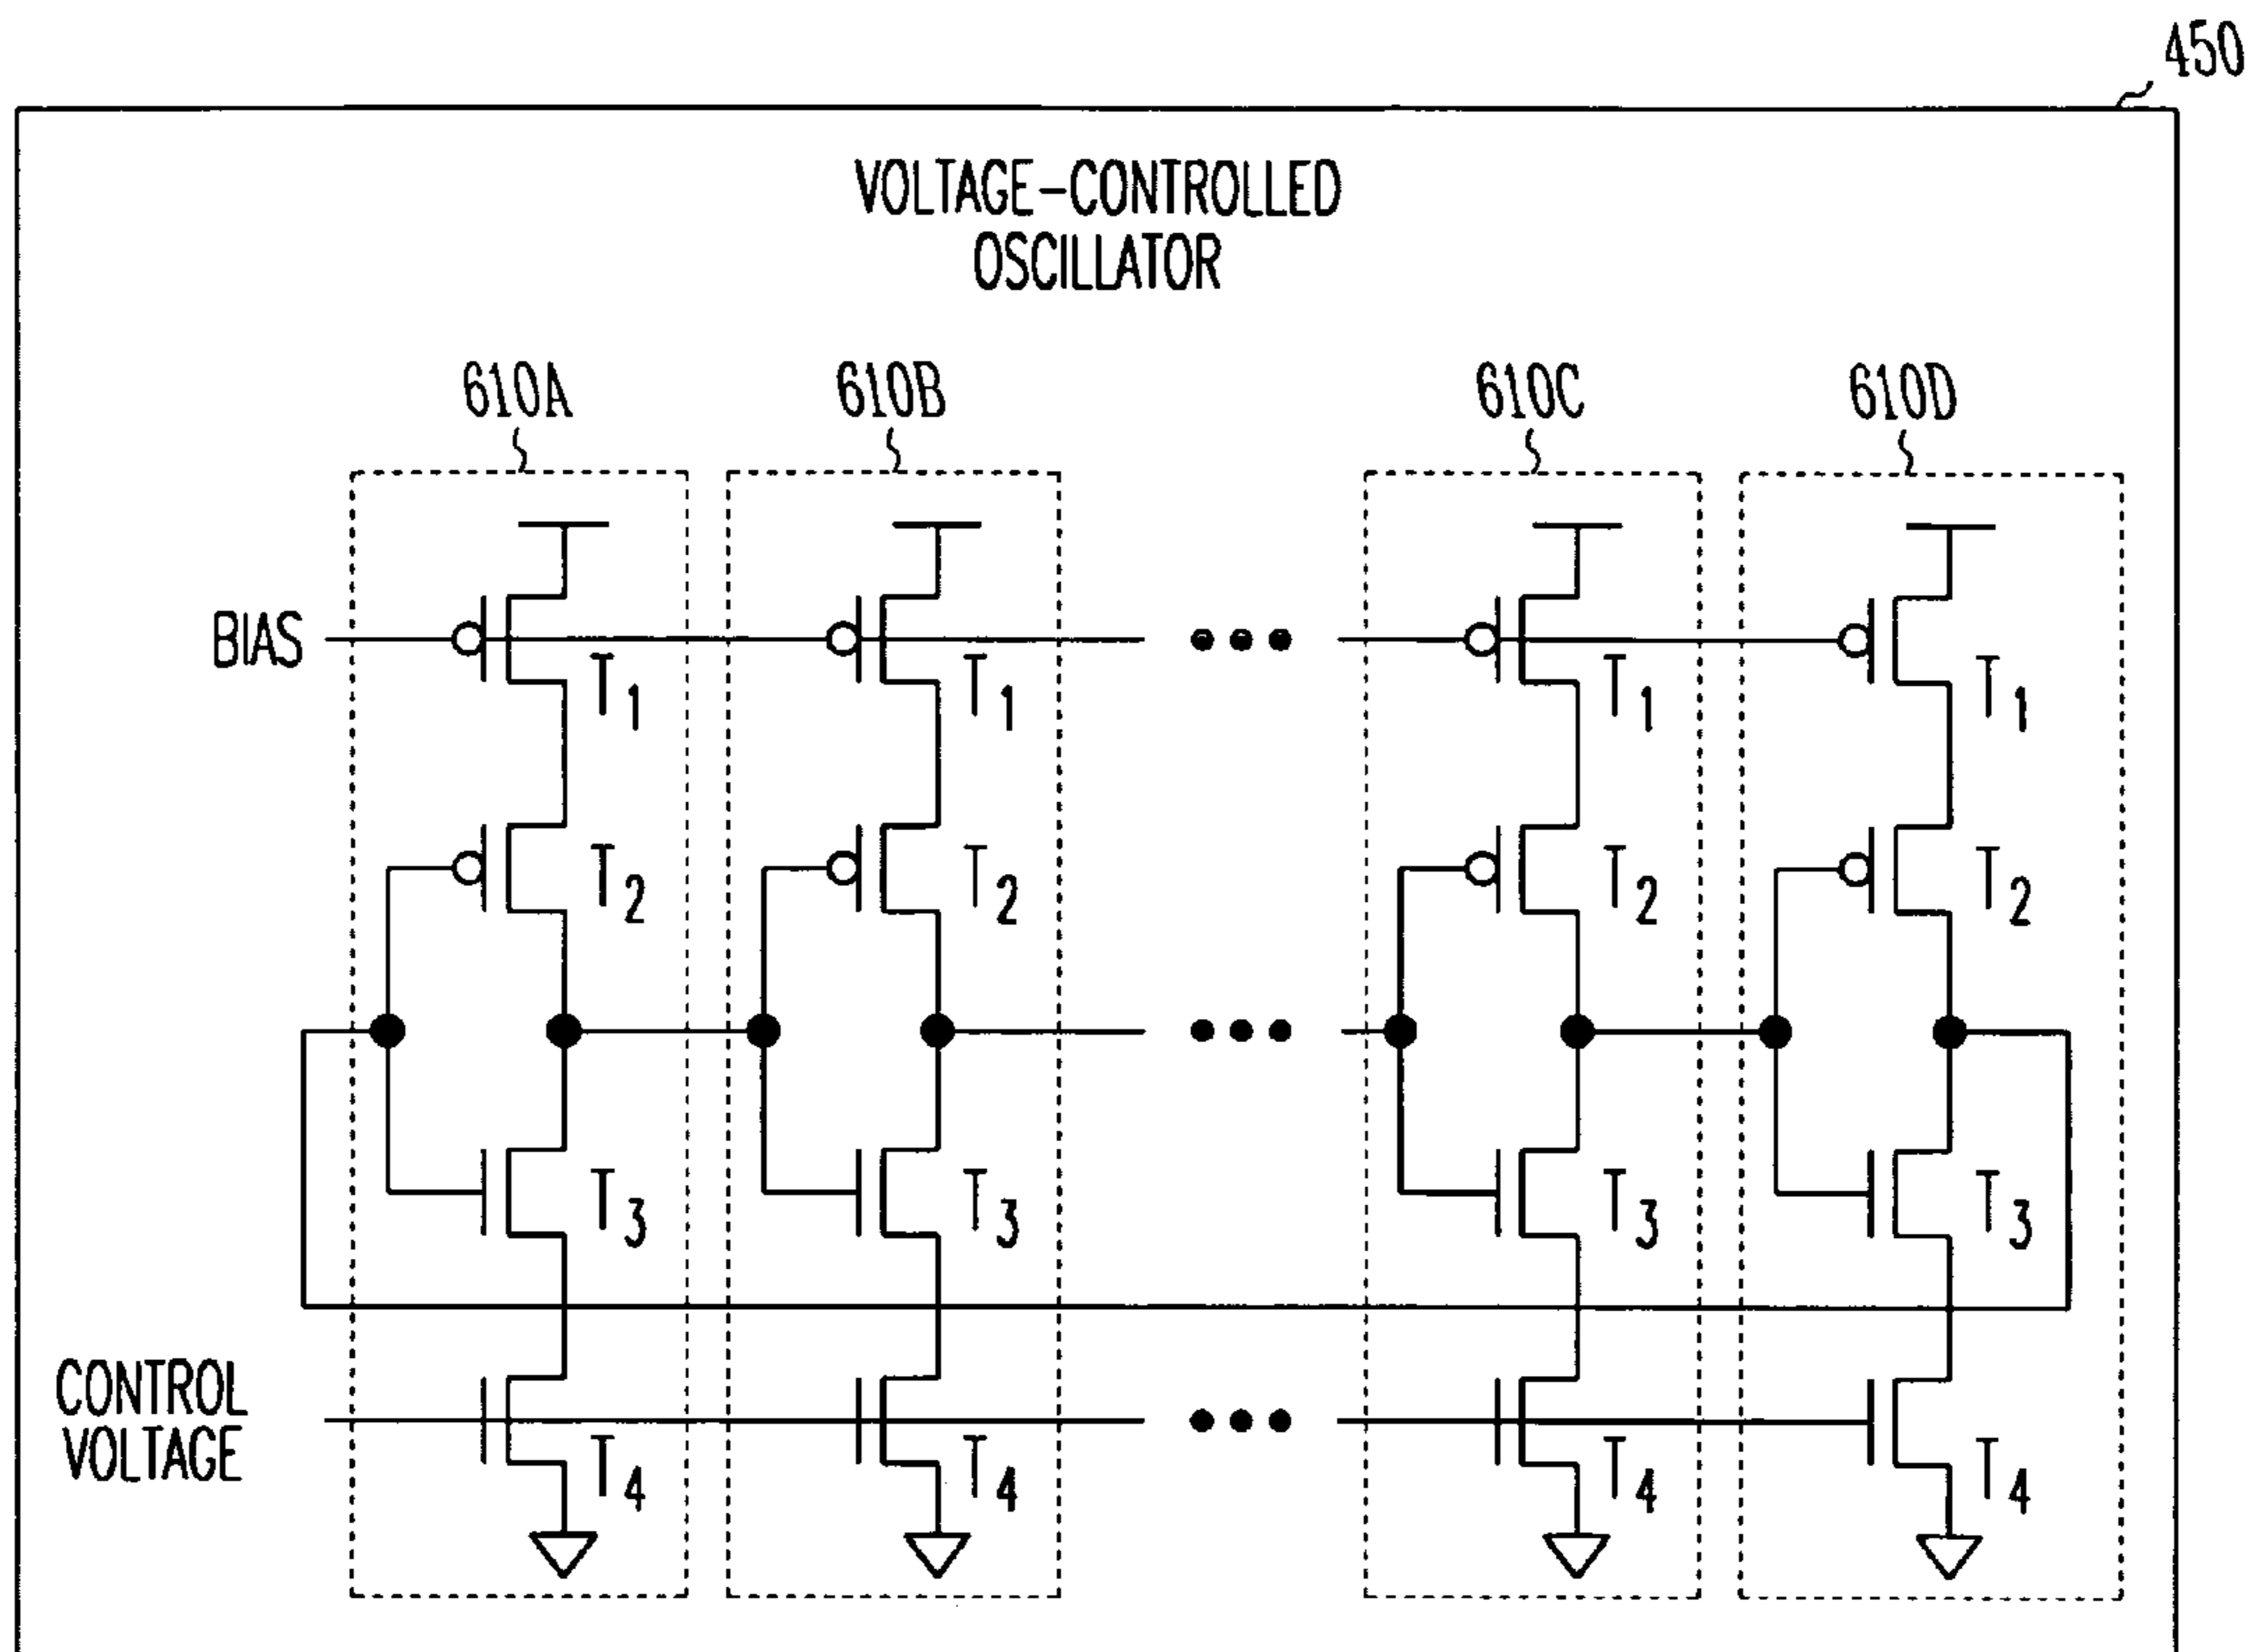 450
VOLTAGE-CONTROLLED
OSCILLATOR
610A 610B 610C 610D
BIAS
T1 T1 T1 T1
T2 T2 T2 T2
T3 T3 T3 T3
CONTROL
VOLTAGE
T4 T4 T4 T4